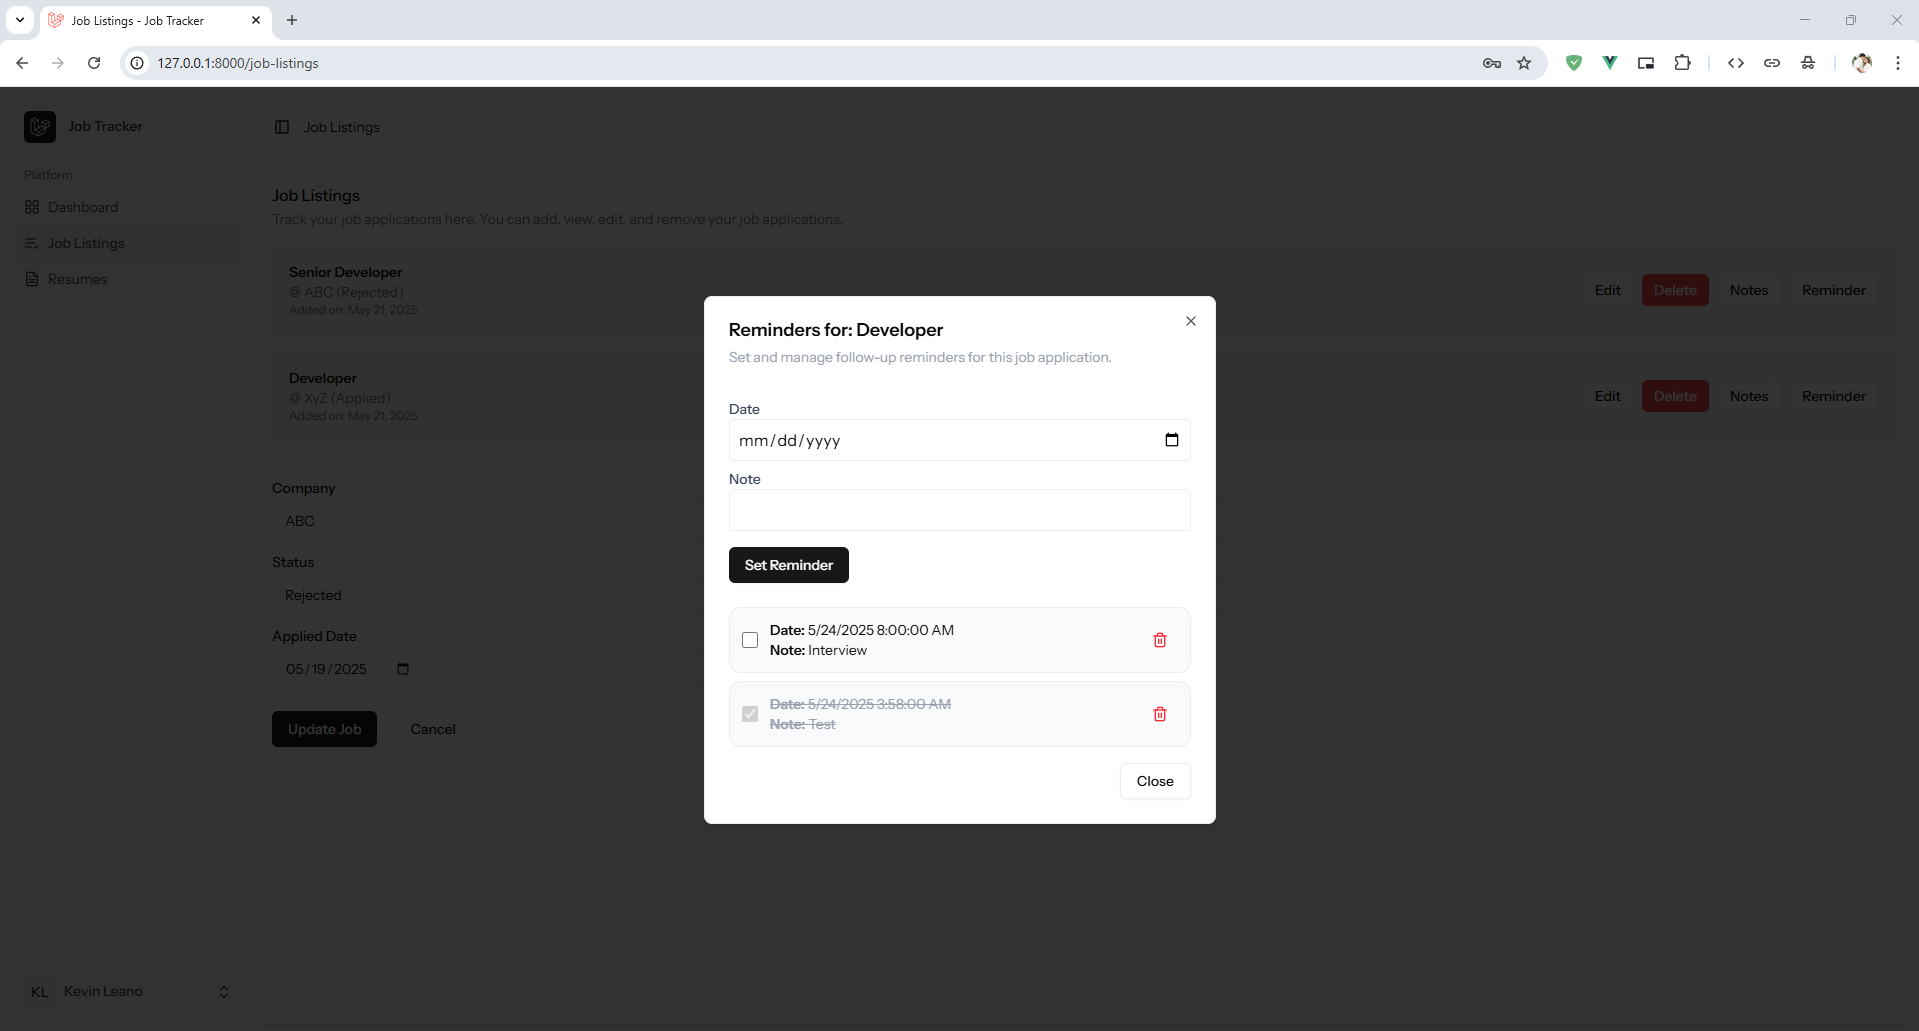 Job Listings - Job Tracker
127.0.0.1:8000/job-listings
Job Tracker
Platform
Dashboard
Job Listings
Resumes
KL Kevin Leano
Job Listings
Job Listings
Track your job applications here. You can add, view, edit, and remove your job applications.
Senior Developer
@ ABC (Rejected)
Added on: May 21, 2025
Edit Delete Notes Reminder
Developer
@ XyZ (Applied)
Added on: May 21, 2025
Edit Delete Notes Reminder
Company
ABC
Status
Rejected
Applied Date
05/19/2025
Update Job Cancel
Reminders for: Developer
Set and manage follow-up reminders for this job application.
Date
mm/dd/yyyy
Note
Set Reminder
Date: 5/24/2025 8:00:00 AM
Note: Interview
Date: 5/24/2025 3:58:00 AM
Note: Test
Close